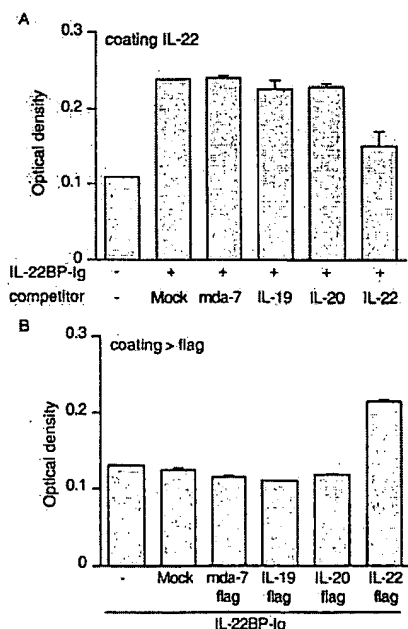 A
coating IL-22
0.3
0.2
0.1
0
Optical density
IL-22BP-Ig - + + + + +
competitor - Mock mda-7 IL-19 IL-20 IL-22
B
coating > flag
0.3
0.2
0.1
0
Optical density
- Mock mda-7 IL-19 IL-20 IL-22
flag flag flag flag
IL-22BP-Ig